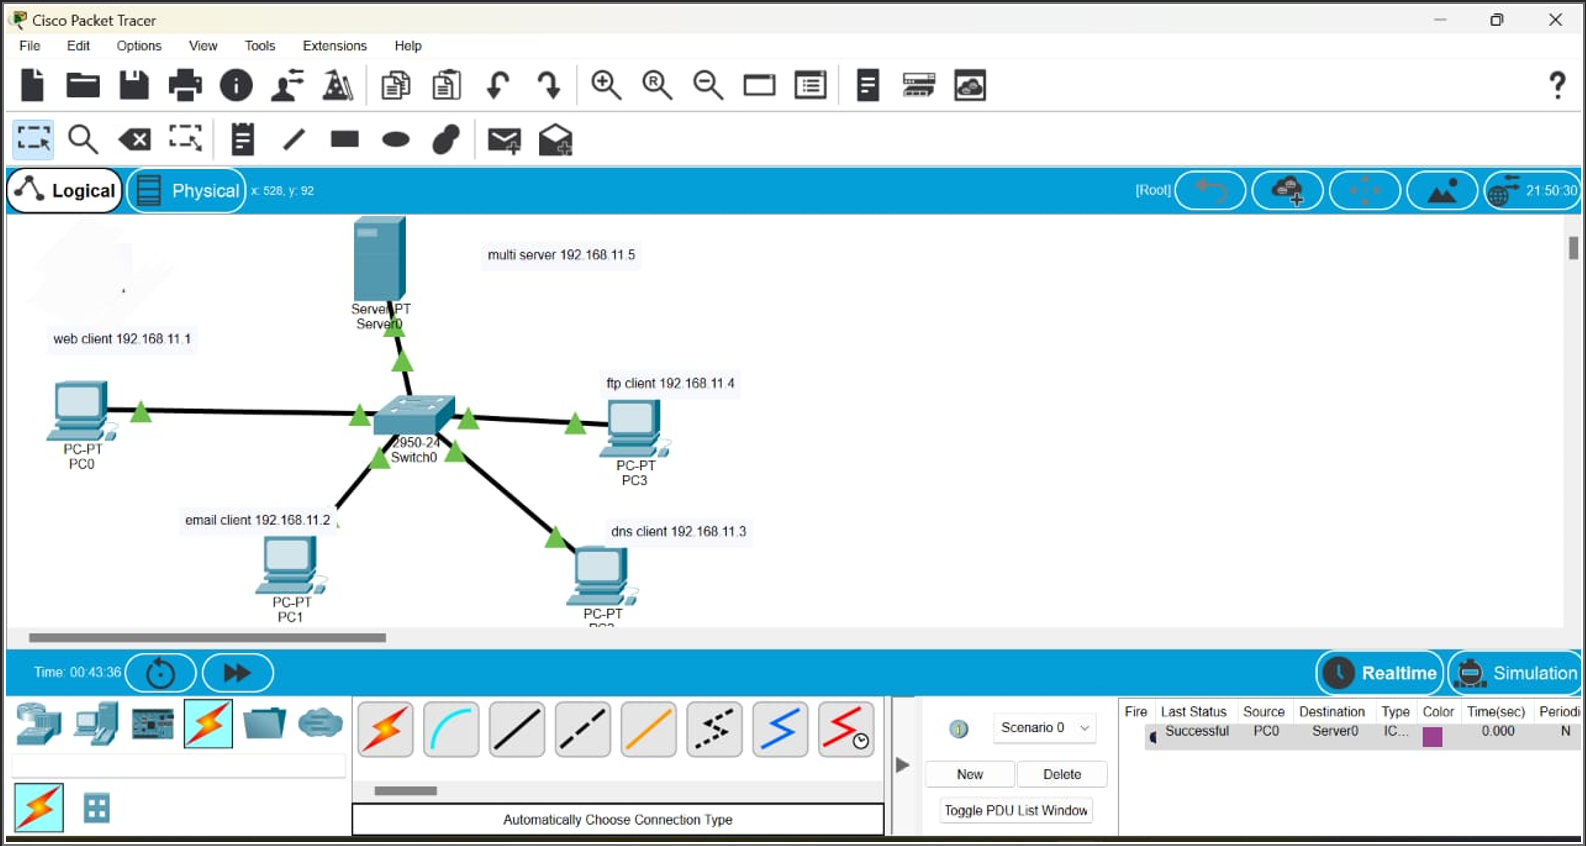 Cisco Packet Tracer
File Edit Options View Tools Extensions Help
R
?
Logical Physical x: 528, y: 92 [Root] 21:50:30
multi server 192.168.11.5
Server-PT
Server0
web client 192.168.11.1
ftp client 192.168.11.4
PC-PT
PC0
2950-24
Switch0
PC-PT
PC3
email client 192.168.11.2
dns client 192.168.11.3
PC-PT
PC1
PC-PT
Time: 00:43:36 Realtime Simulation
Scenario 0
New Delete
Toggle PDU List Window
Fire Last Status Source Destination Type Color Time(sec) Periodi
Successful PC0 Server0 IC... 0.000 N
Automatically Choose Connection Type